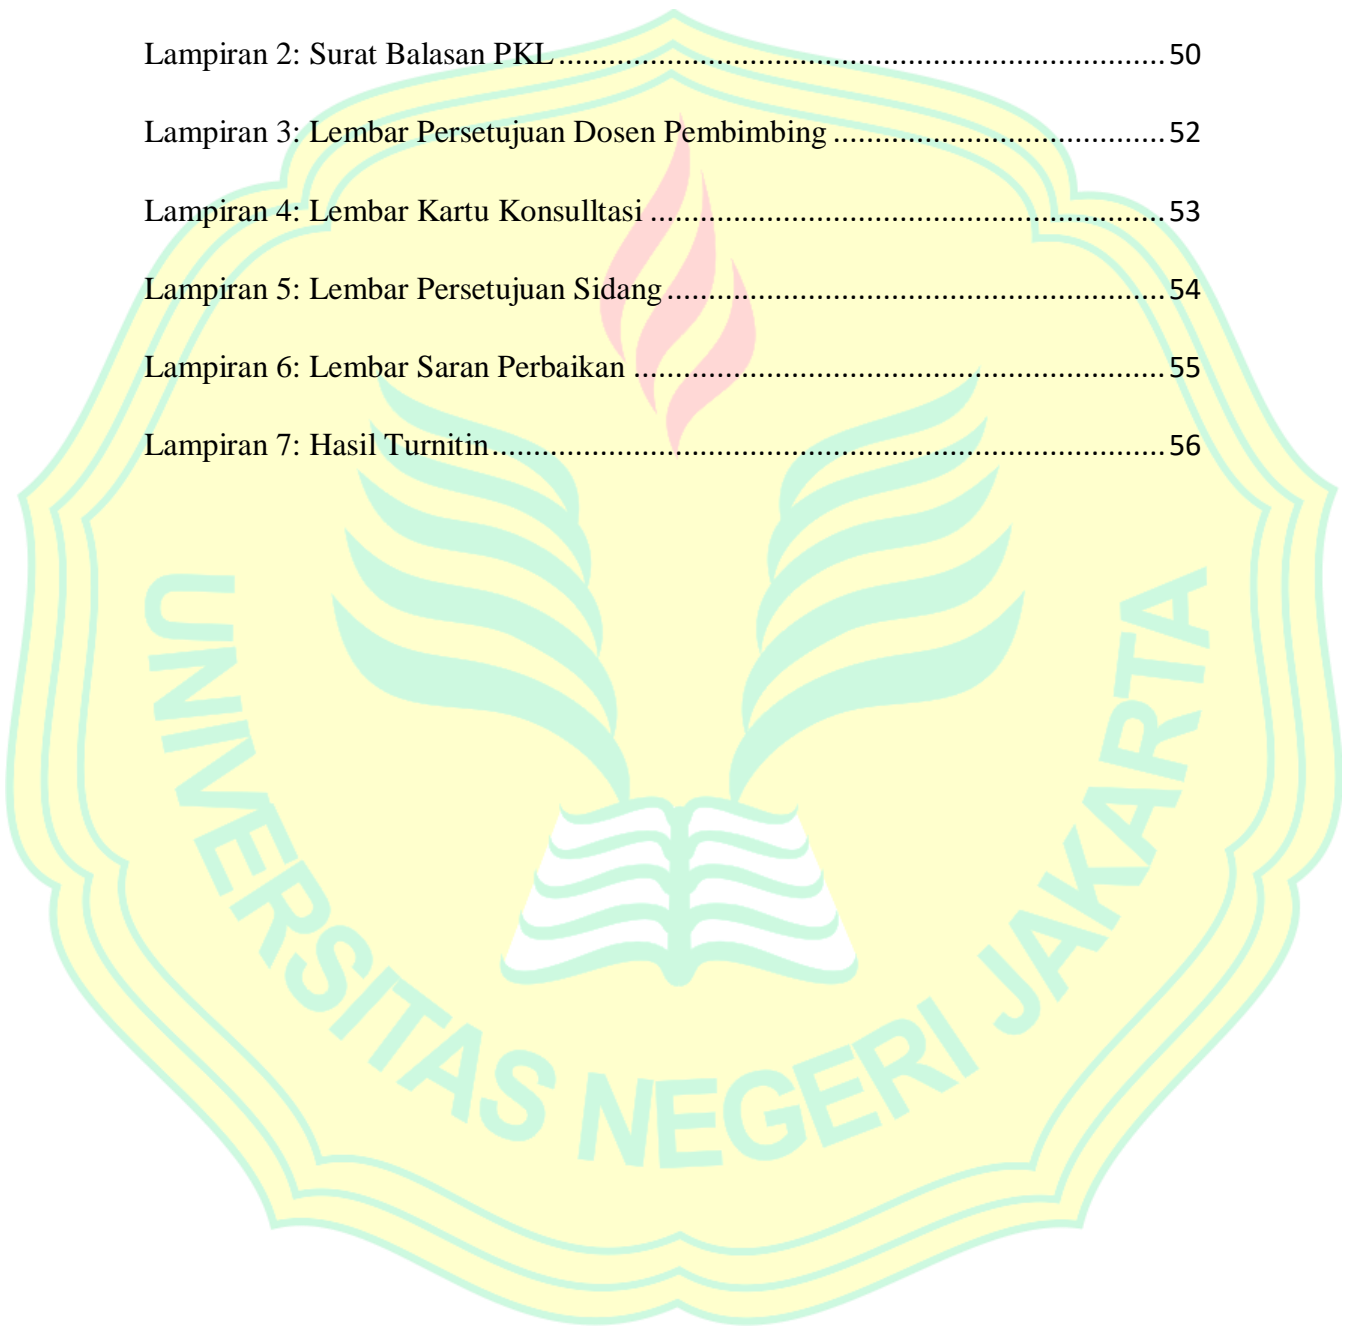 Lampiran 2: Surat Balasan PKL............................................................................50
Lampiran 3: Lembar Persetujuan Dosen Pembimbing..........................................52
Lampiran 4: Lembar Kartu Konsulltasi.................................................................53
Lampiran 5: Lembar Persetujuan Sidang...............................................................54
Lampiran 6: Lembar Saran Perbaikan...................................................................55
Lampiran 7: Hasil Turnitin.....................................................................................56
UNIVERSITAS NEGERI JAKARTA